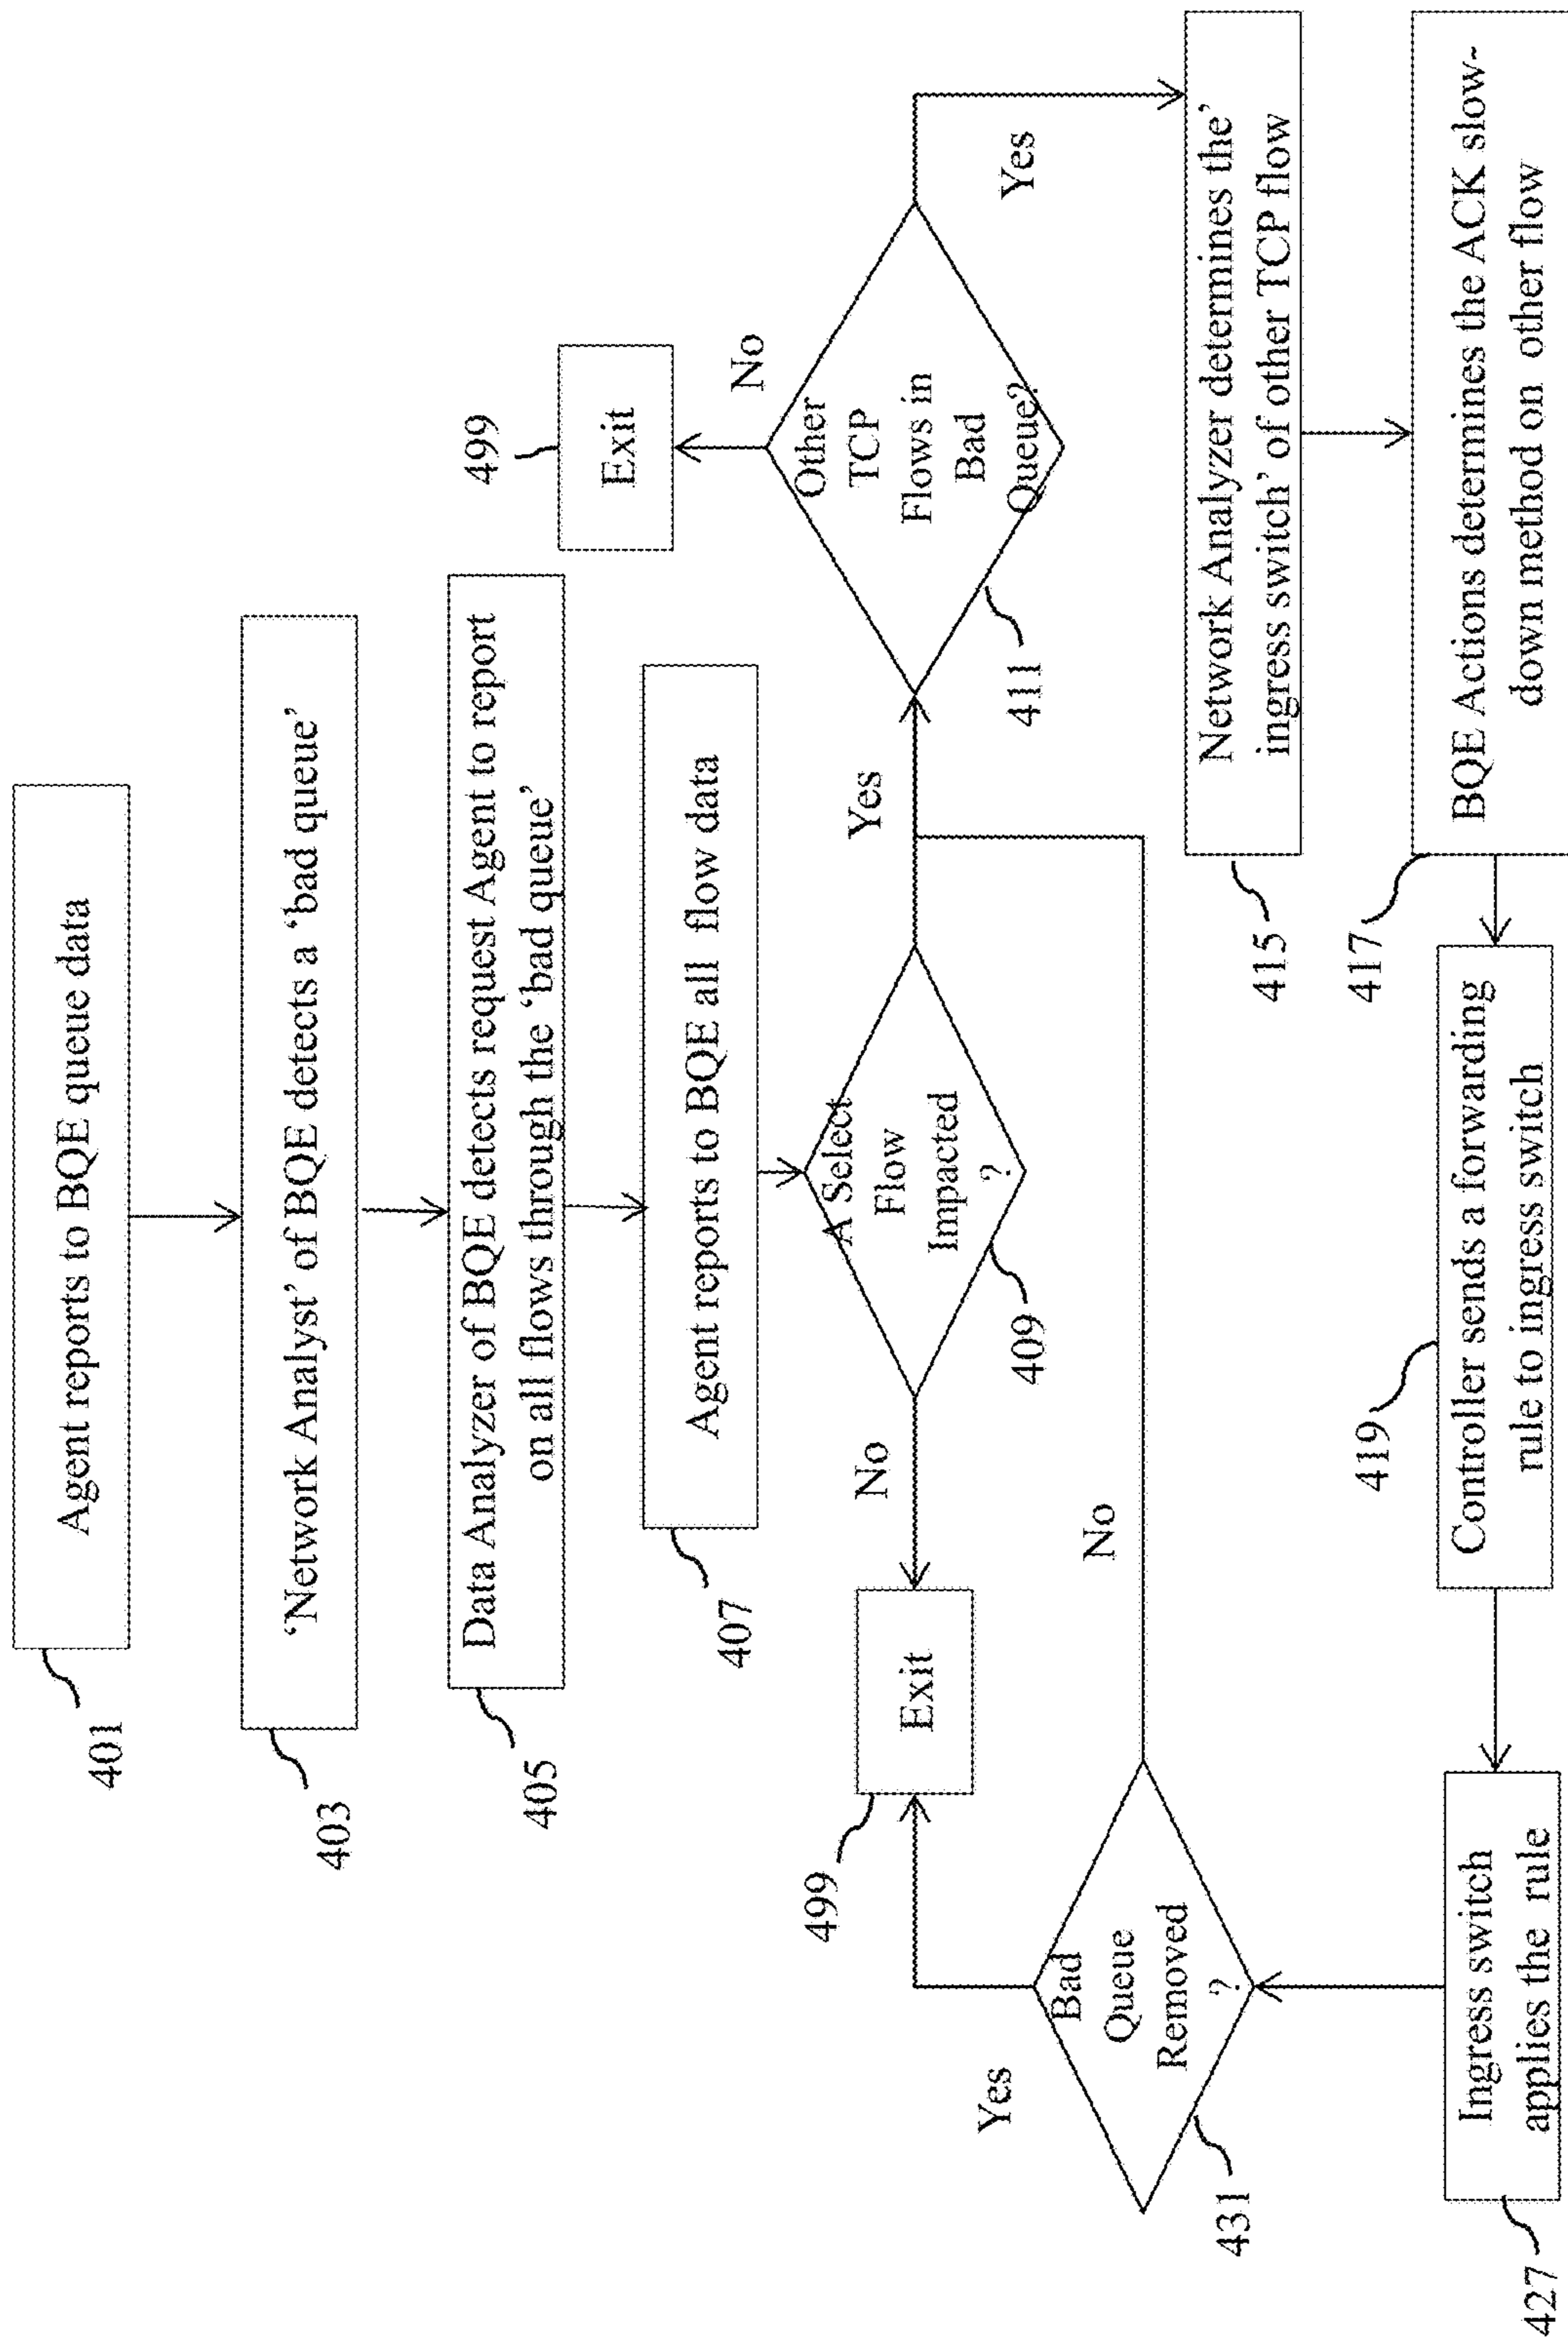 Agent reports to BQE queue data
401
‘Network Analyst’ of BQE detects a ‘bad queue’
403
Data Analyzer of BQE detects request Agent to report
on all flows through the ‘bad queue’
405
Agent reports to BQE all flow data
407
A Select
Flow
Impacted
?
409
No
Yes
Exit
499
Other
TCP
Flows in
Bad
Queue?
411
No
Exit
499
Yes
Network Analyzer determines the’
ingress switch’ of other TCP flow
415
BQE Actions determines the ACK slow-
down method on other flow
417
Controller sends a forwarding
rule to ingress switch
419
Ingress switch
applies the rule
427
Bad
Queue
Removed
?
431
Yes
No